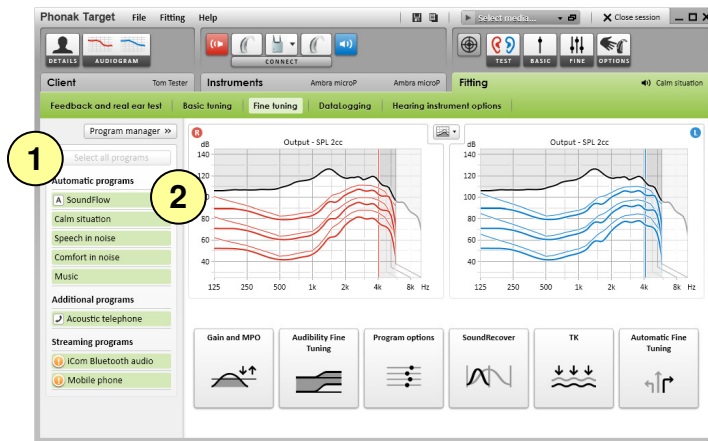 Phonak Target File Fitting Help
Select media...
Close session
DETAILS AUDIOGRAM
CONNECT
TEST BASIC FINE OPTIONS
Client Tom Tester
Instruments Ambra microP Ambra microP
Fitting Calm situation
Feedback and real ear test Basic tuning Fine tuning DataLogging Hearing instrument options
Program manager »
1
Select all programs
Automatic programs
2
A SoundFlow
Calm situation
Speech in noise
Comfort in noise
Music
Additional programs
Acoustic telephone
Streaming programs
iCom Bluetooth audio
Mobile phone
R
dB Output - SPL 2cc
140
120
100
80
60
40
125 250 500 1k 2k 4k 8k Hz
L
dB Output - SPL 2cc
140
120
100
80
60
40
125 250 500 1k 2k 4k 8k Hz
Gain and MPO
Audibility Fine
Tuning
Program options
SoundRecover
TK
Automatic Fine
Tuning